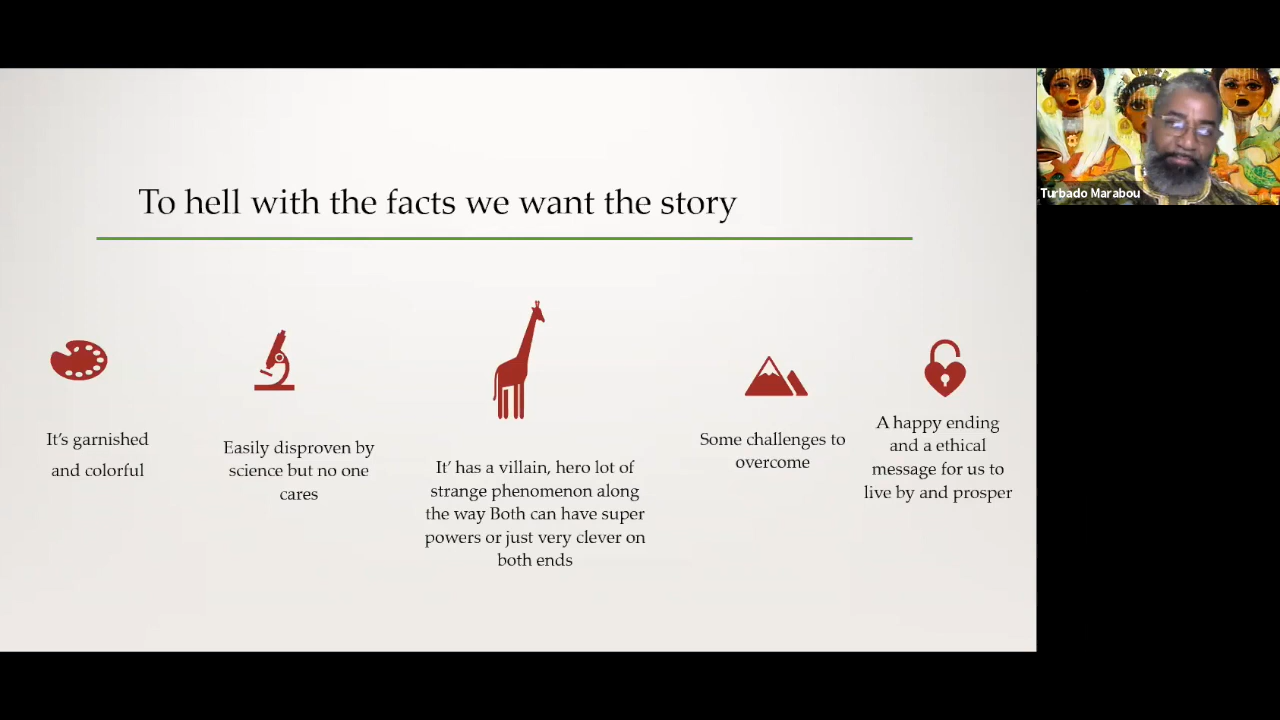 To hell with the facts we want the story
It's garnished
and colorful
Easily disproven by
science but no one
cares
It' has a villain, hero lot of
strange phenomenon along
the way Both can have super
powers or just very clever on
both ends
Some challenges to
overcome
A happy ending
and a ethical
message for us to
live by and prosper
Turbado Marabou